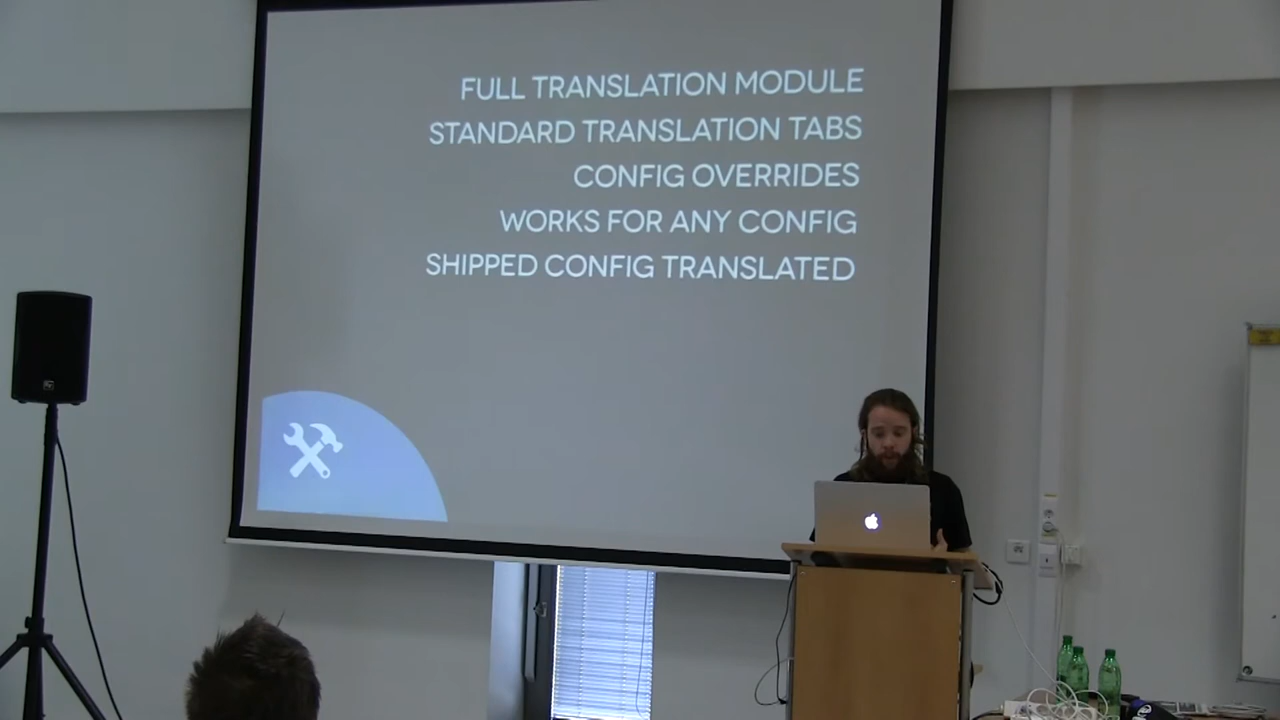 FULL TRANSLATION MODULE
STANDARD TRANSLATION TABS
CONFIG OVERRIDES
WORKS FOR ANY CONFIG
SHIPPED CONFIG TRANSLATED